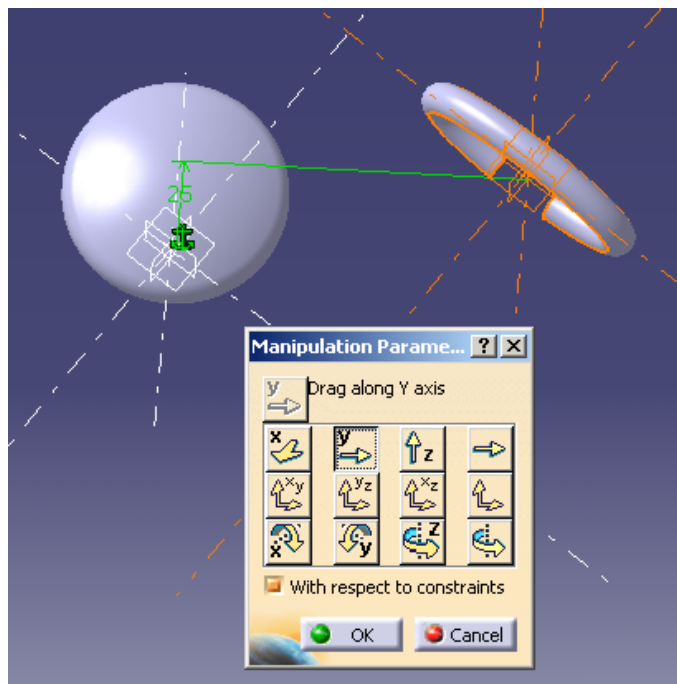 25
Manipulation Parame... ? X
y Drag along Y axis
x y z
xy yz xz
x y z
With respect to constraints
OK Cancel